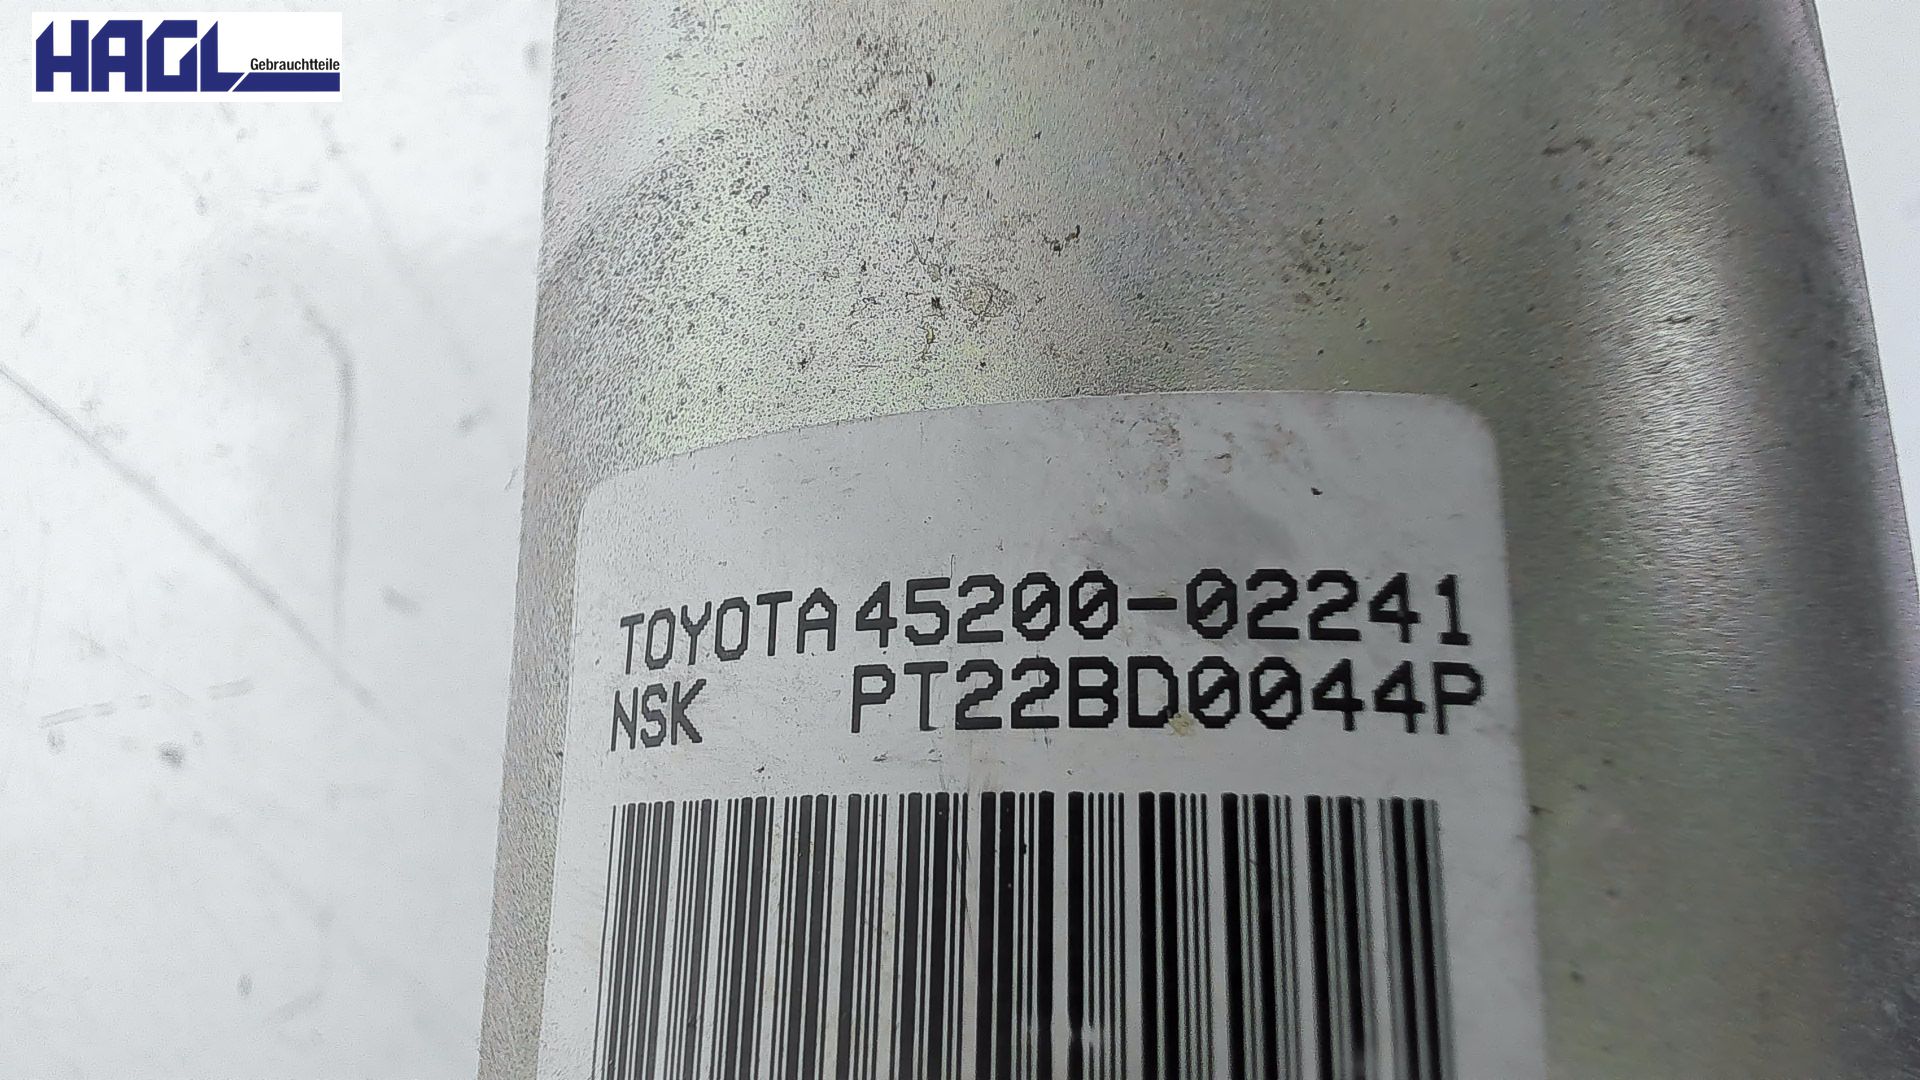 HAGL
Gebrauchtteile
TOYOTA 45200-02241
NSK PT22BD0044P